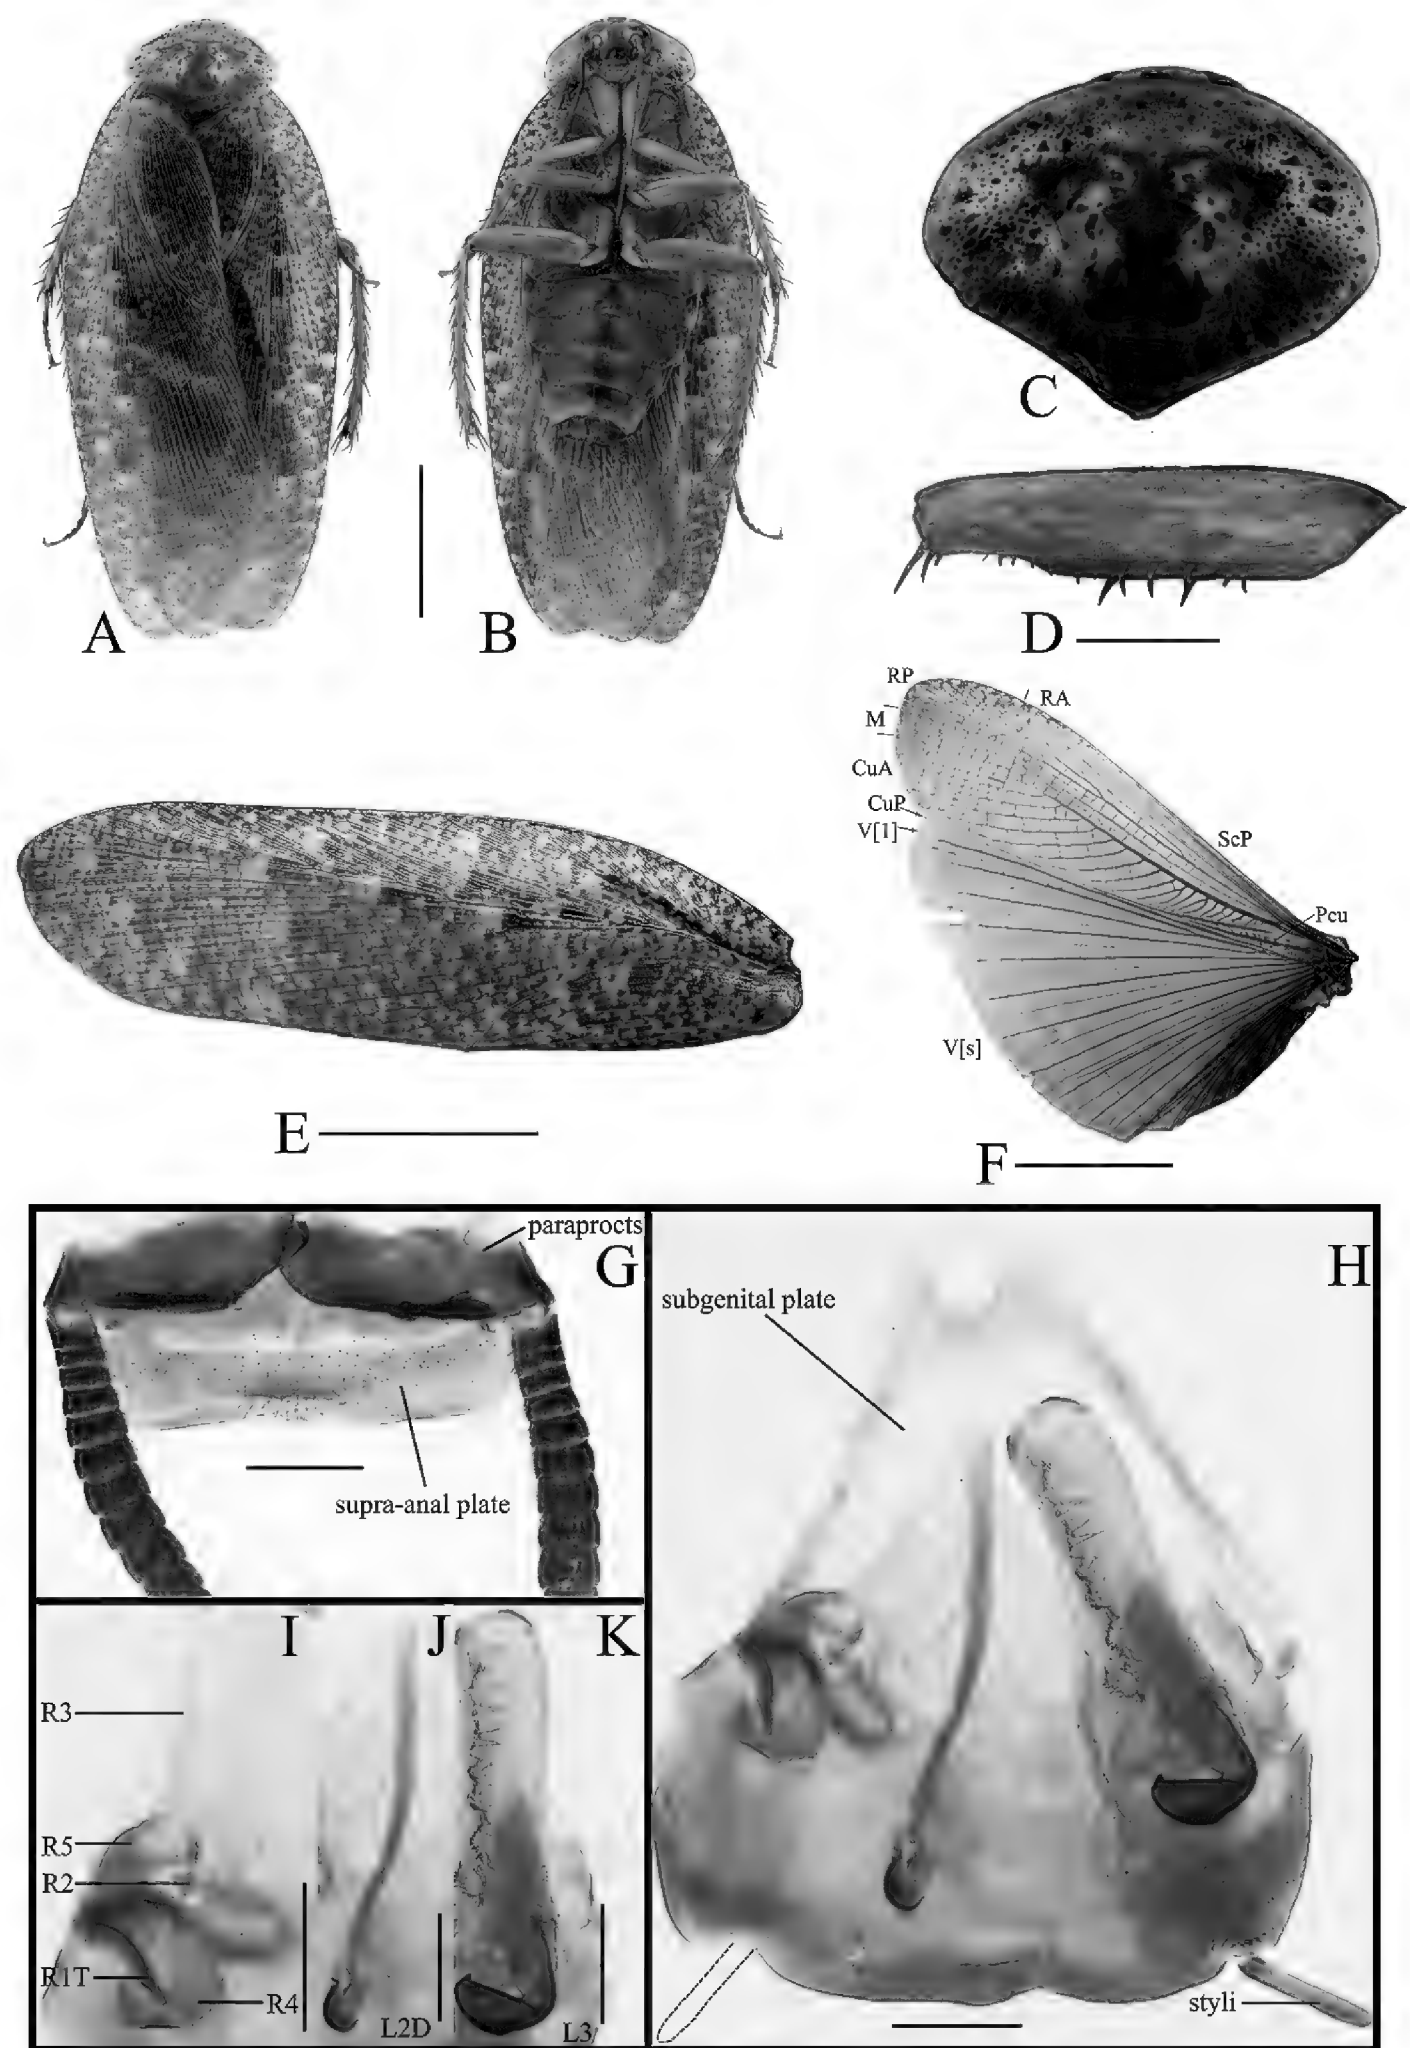 A
B
C
D
RP
RA
M
CuA
CuP
V[1]
ScP
Pcu
V[s]
E
F
paraprocts
G
supra-anal plate
H
subgenital plate
styli
I
J
K
R3
R5
R2
R1T
R4
L2D
L3